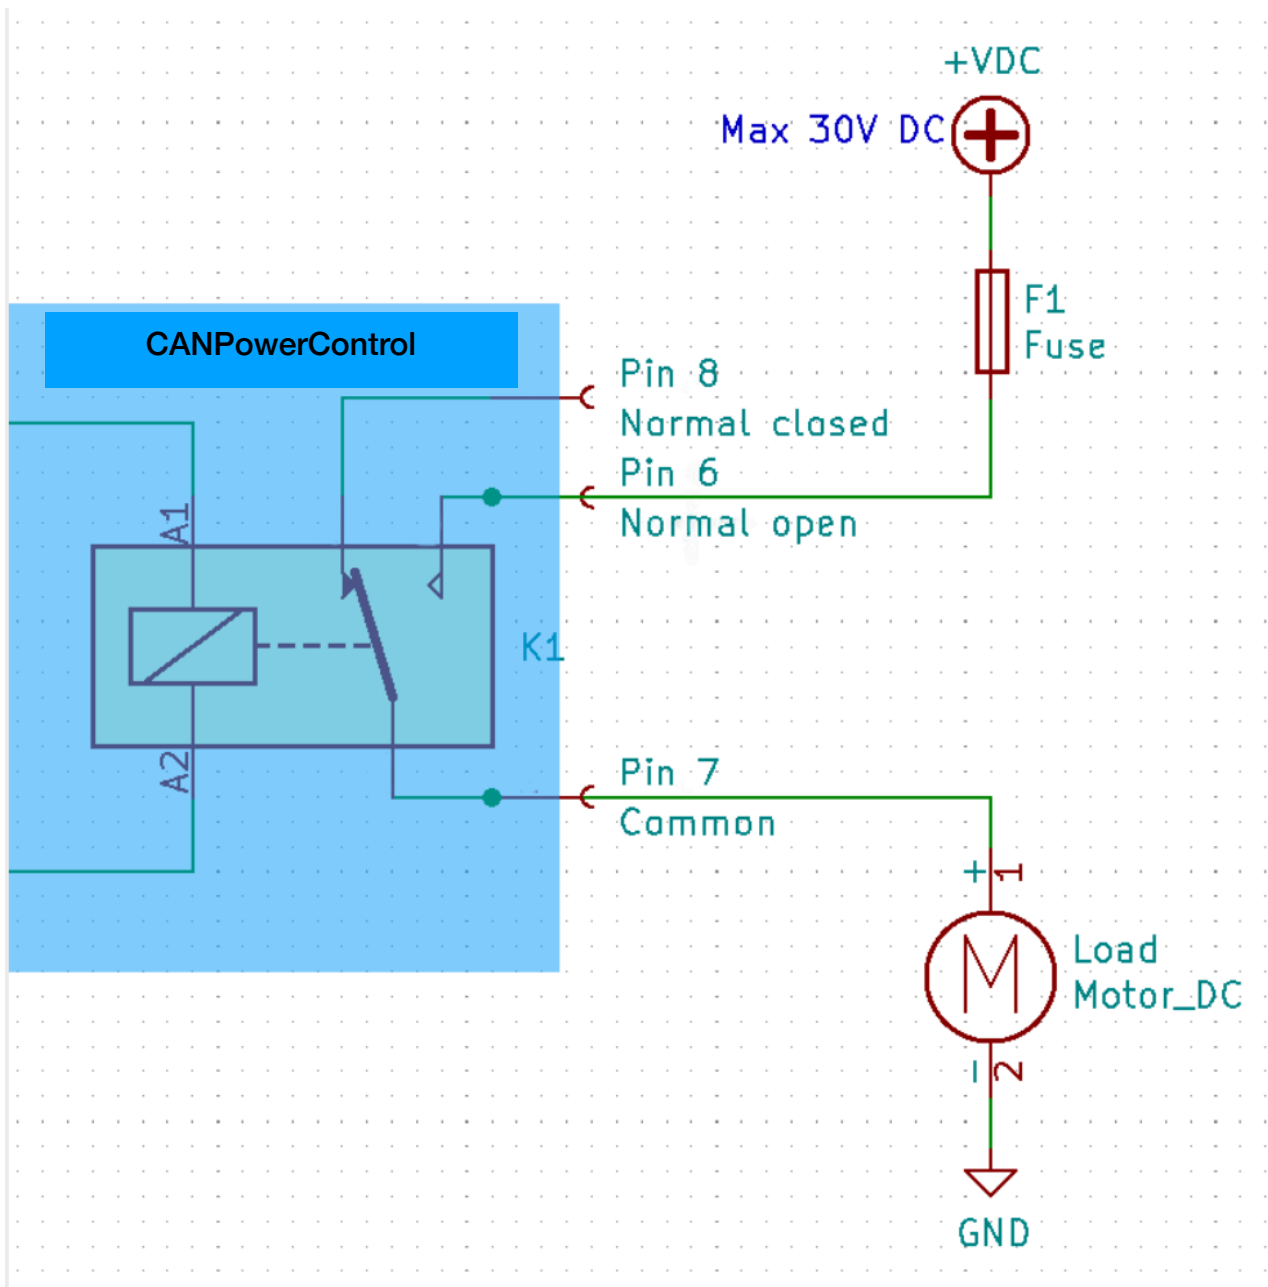 +VDC
Max 30V DC
F1
Fuse
CANPowerControl
Pin 8
Normal closed
Pin 6
Normal open
A1
K1
A2
Pin 7
Common
+
1
M
Load
Motor_DC
-
2
GND